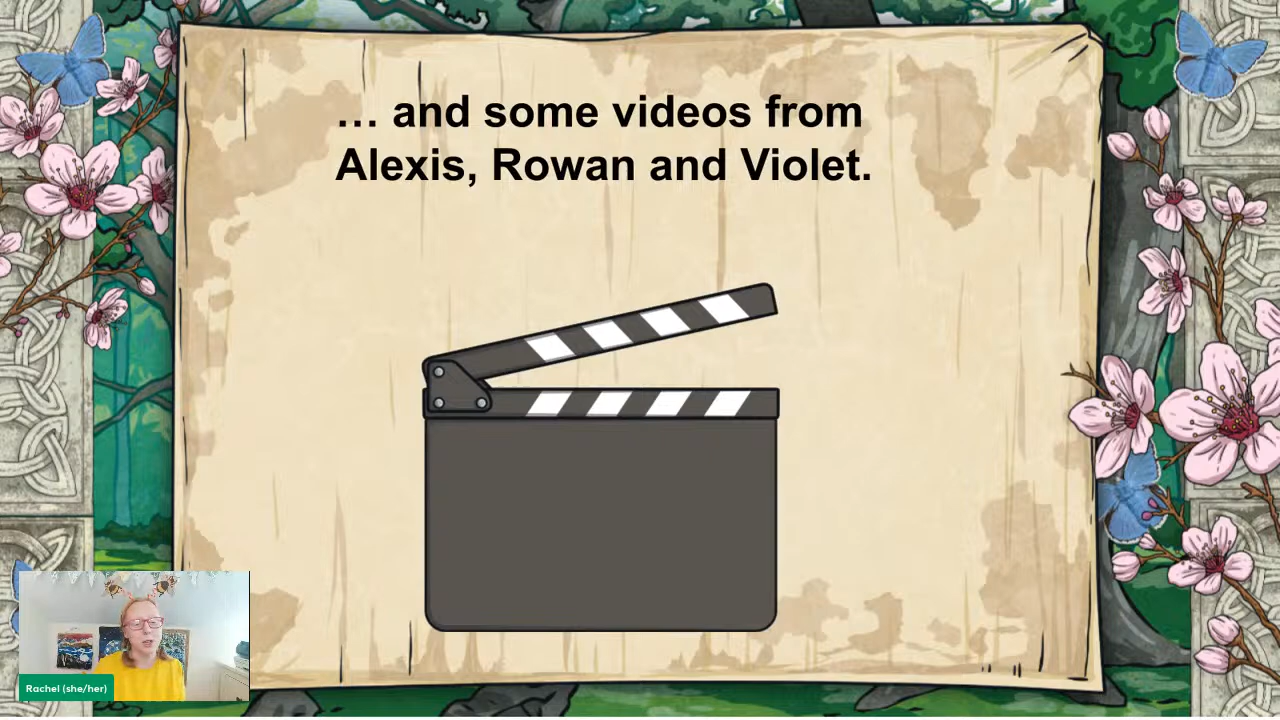 … and some videos from
Alexis, Rowan and Violet.
Rachel (she/her)